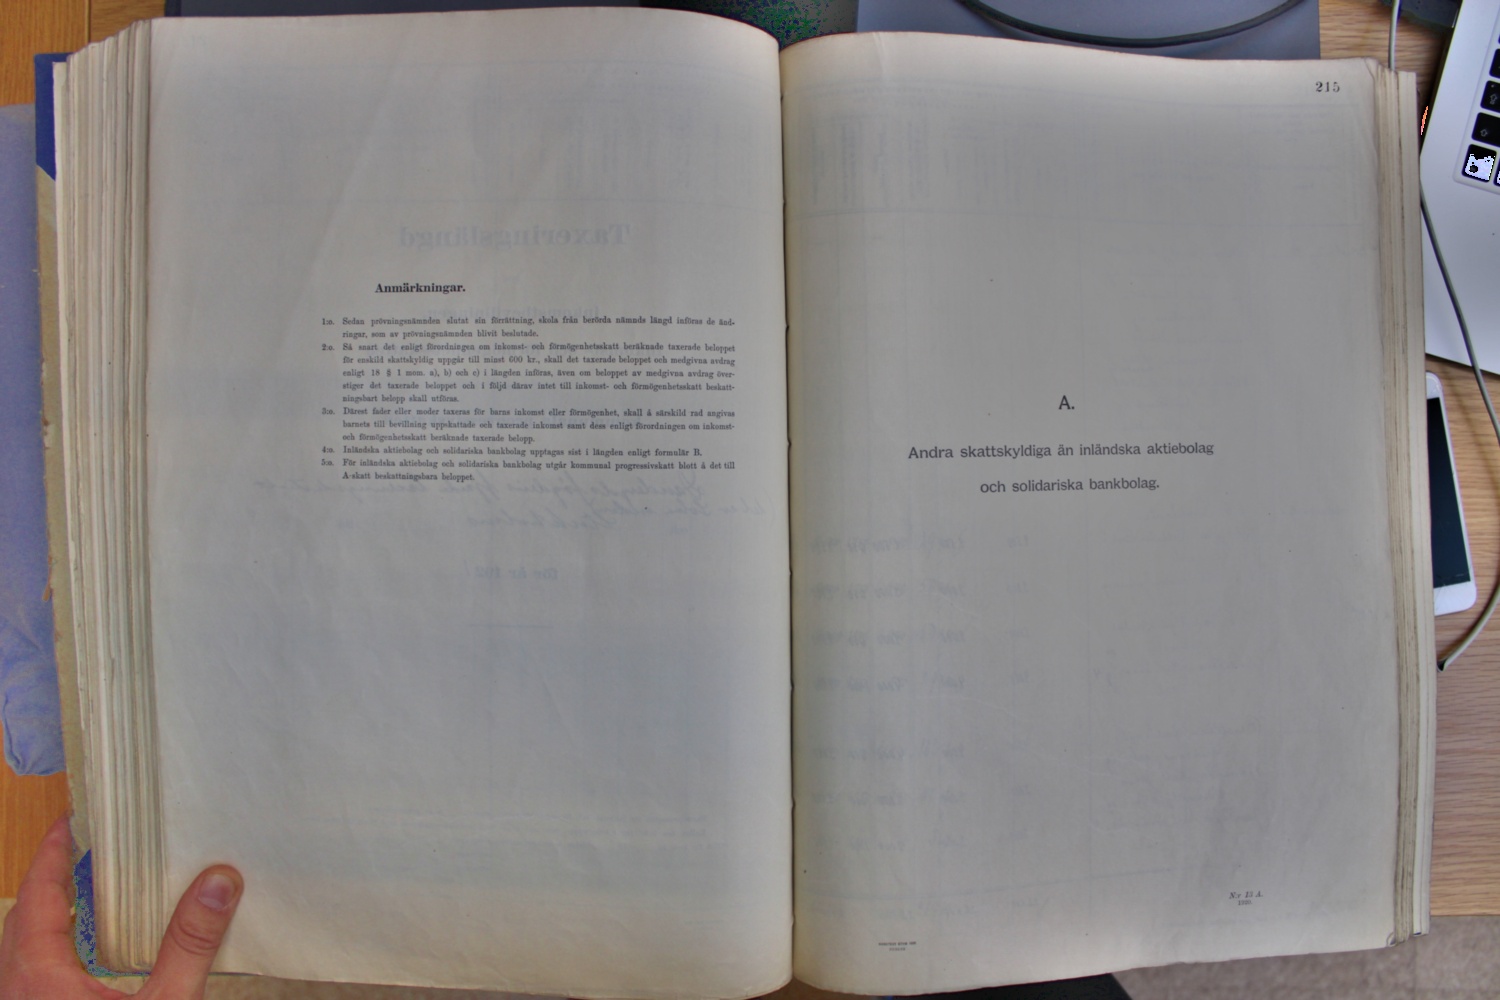 Anmärkningar.
1:o. Sedan prövningsnämnden slutat sin förrättning, skola från berörda nämnds längd införas de änd-
ringar, som av prövningsnämnden blivit beslutade.
2:o. Så snart det enligt förordningen om inkomst- och förmögenhetsskatt beräknade taxerade beloppet
för enskild skattskyldig uppgår till minst 600 kr., skall det taxerade beloppet och medgivna avdrag
enligt 18 § 1 mom. a), b) och c) i längden införas, även om beloppet av medgivna avdrag över-
stiger det taxerade beloppet och i följd därav intet till inkomst- och förmögenhetsskatt beskatt-
ningsbart belopp skall utföras.
3:o. Därest fader eller moder taxeras för barns inkomst eller förmögenhet, skall å särskild rad angivas
barnets till bevillning uppskattade och taxerade inkomst samt dess enligt förordningen om inkomst-
och förmögenhetsskatt beräknade taxerade belopp.
4:o. Inländska aktiebolag och solidariska bankbolag upptagas sist i längden enligt formulär B.
5:o. För inländska aktiebolag och solidariska bankbolag utgår kommunal progressivskatt blott å det till
A-skatt beskattningsbara beloppet.
215
A.
Andra skattskyldiga än inländska aktiebolag
och solidariska bankbolag.
N:r 15 A.
1920.